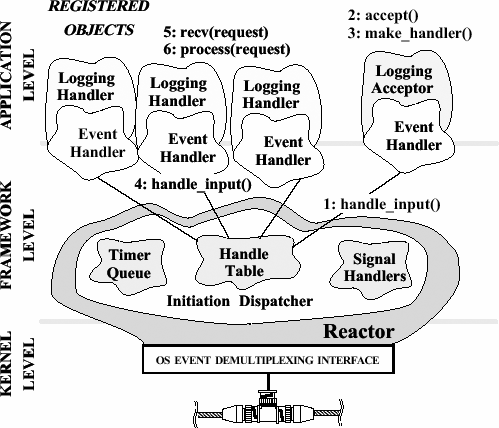 REGISTERED
OBJECTS
5: recv(request)
6: process(request)
2: accept()
3: make_handler()
APPLICATION
LEVEL
Logging
Handler
Event
Handler
Logging
Handler
Event
Handler
Logging
Handler
Event
Handler
Logging
Acceptor
Event
Handler
4: handle_input()
1: handle_input()
FRAMEWORK
LEVEL
Timer
Queue
Handle
Table
Signal
Handlers
Initiation Dispatcher
Reactor
KERNEL
LEVEL
OS EVENT DEMULTIPLEXING INTERFACE